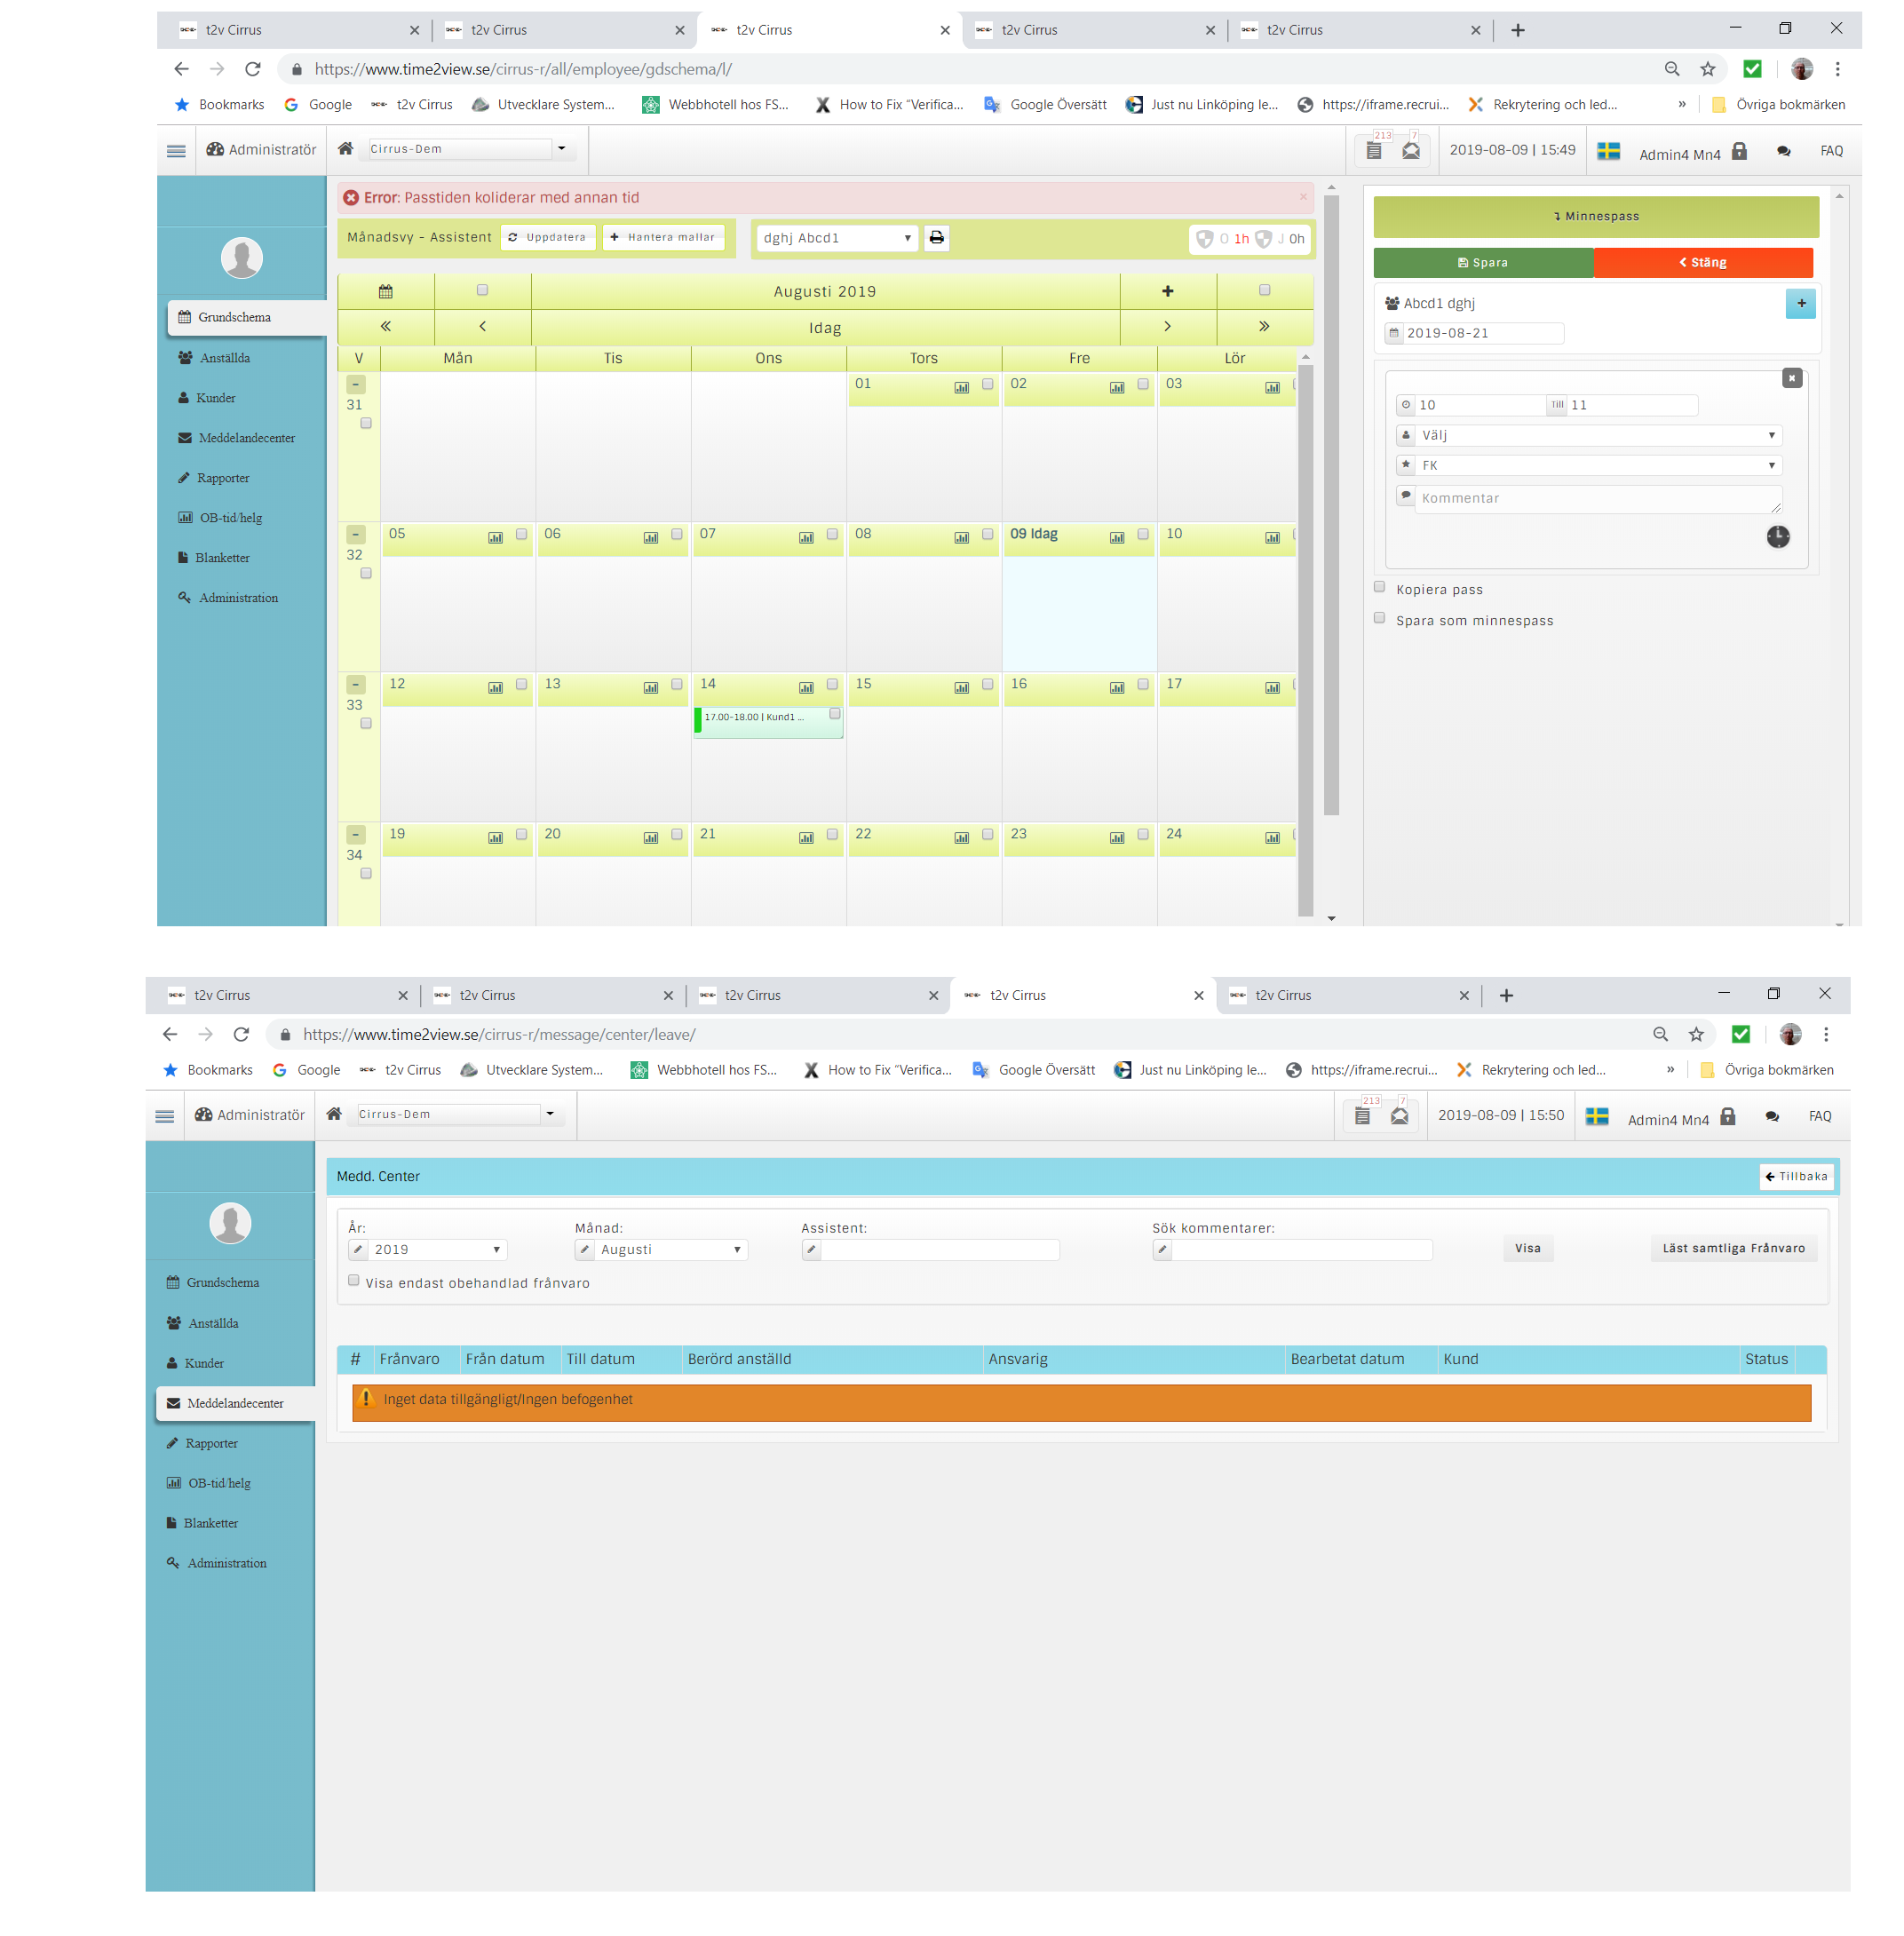 t2v Cirrus t2v Cirrus t2v Cirrus t2v Cirrus t2v Cirrus
https://www.time2view.se/cirrus-r/all/employee/gdschema/l/
Bookmarks Google t2v Cirrus Utvecklare System... Webbhotell hos FS... How to Fix "Verifica... Google Översätt Just nu Linköping le... https://iframe.recrui... Rekrytering och led... » Övriga bokmärken
Administratör Cirrus-Dem 213 7 2019-08-09 | 15:49 Admin4 Mn4 FAQ
Error: Passtiden koliderar med annan tid ×
Månadsvy - Assistent Uppdatera + Hantera mallar dghj Abcd1 0 1h J 0h
Augusti 2019 +
« < Idag > »
V Mån Tis Ons Tors Fre Lör
31 01 02 03
32 05 06 07 08 09 Idag 10
33 12 13 14 15 16 17
17.00-18.00 | Kund1 ...
34 19 20 21 22 23 24
Grundschema
Anställda
Kunder
Meddelandecenter
Rapporter
OB-tid/helg
Blanketter
Administration
Minnespass
Spara Stäng
Abcd1 dghj +
2019-08-21
10 Till 11
Välj
FK
Kommentar
Kopiera pass
Spara som minnespass
t2v Cirrus t2v Cirrus t2v Cirrus t2v Cirrus t2v Cirrus
https://www.time2view.se/cirrus-r/message/center/leave/
Bookmarks Google t2v Cirrus Utvecklare System... Webbhotell hos FS... How to Fix "Verifica... Google Översätt Just nu Linköping le... https://iframe.recrui... Rekrytering och led... » Övriga bokmärken
Administratör Cirrus-Dem 213 7 2019-08-09 | 15:50 Admin4 Mn4 FAQ
Grundschema
Anställda
Kunder
Meddelandecenter
Rapporter
OB-tid/helg
Blanketter
Administration
Medd. Center Tillbaka
År: Månad: Assistent: Sök kommentarer:
2019 Augusti Visa Läst samtliga Frånvaro
Visa endast obehandlad frånvaro
# Frånvaro Från datum Till datum Berörd anställd Ansvarig Bearbetat datum Kund Status
Inget data tillgängligt/Ingen befogenhet